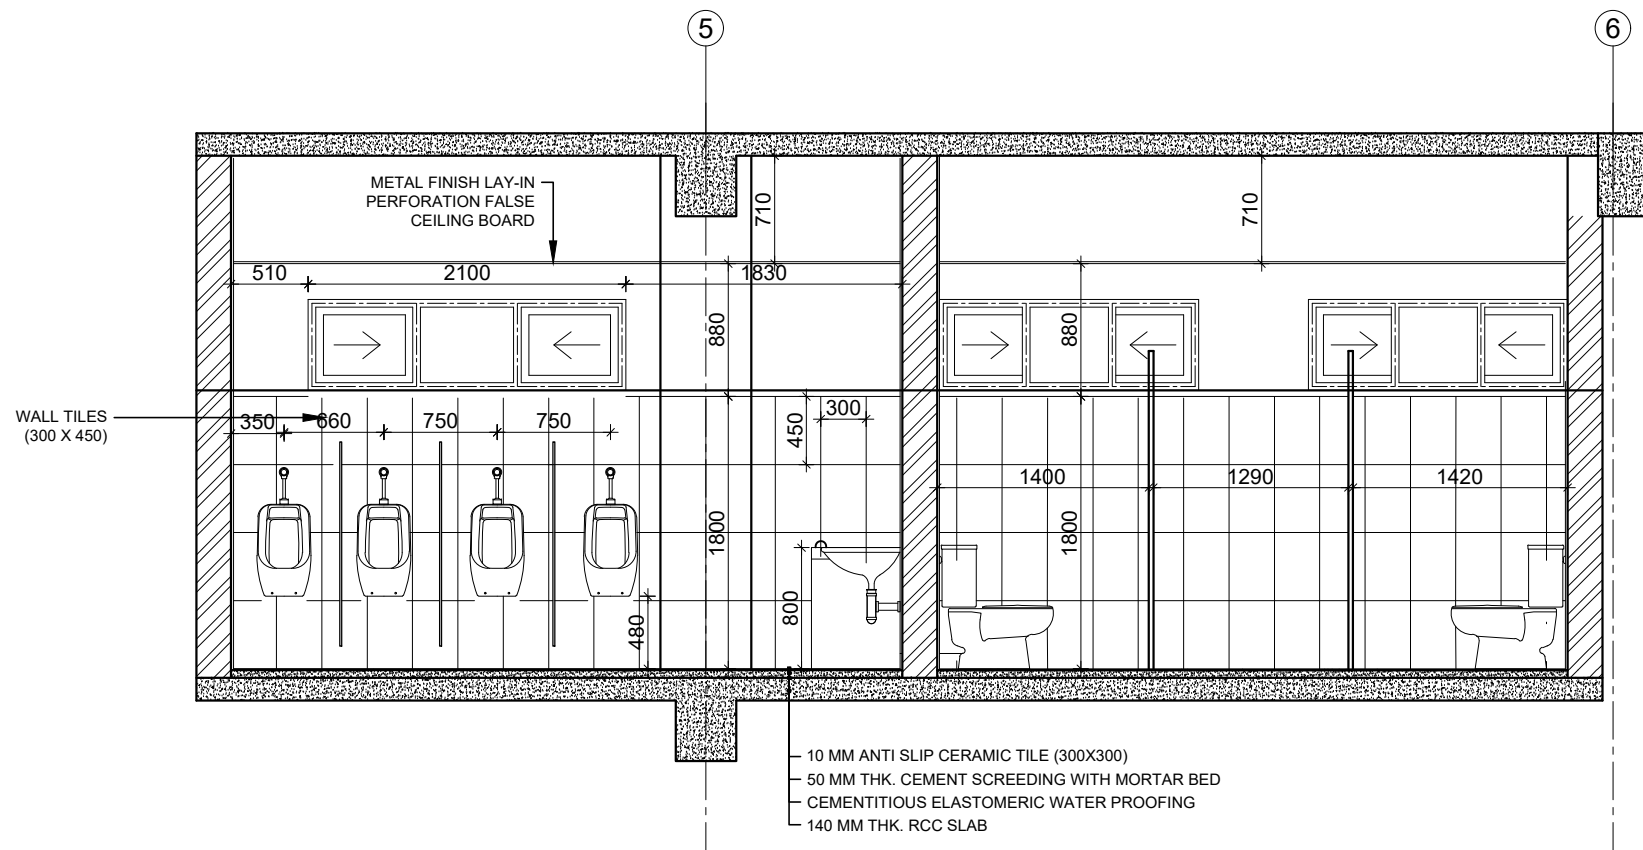 5
6
METAL FINISH LAY-IN
PERFORATION FALSE
CEILING BOARD
710
710
510
2100
1830
880
880
WALL TILES
(300 X 450)
350
660
750
750
450
300
1400
1290
1420
1800
1800
800
480
10 MM ANTI SLIP CERAMIC TILE (300X300)
50 MM THK. CEMENT SCREEDING WITH MORTAR BED
CEMENTITIOUS ELASTOMERIC WATER PROOFING
140 MM THK. RCC SLAB